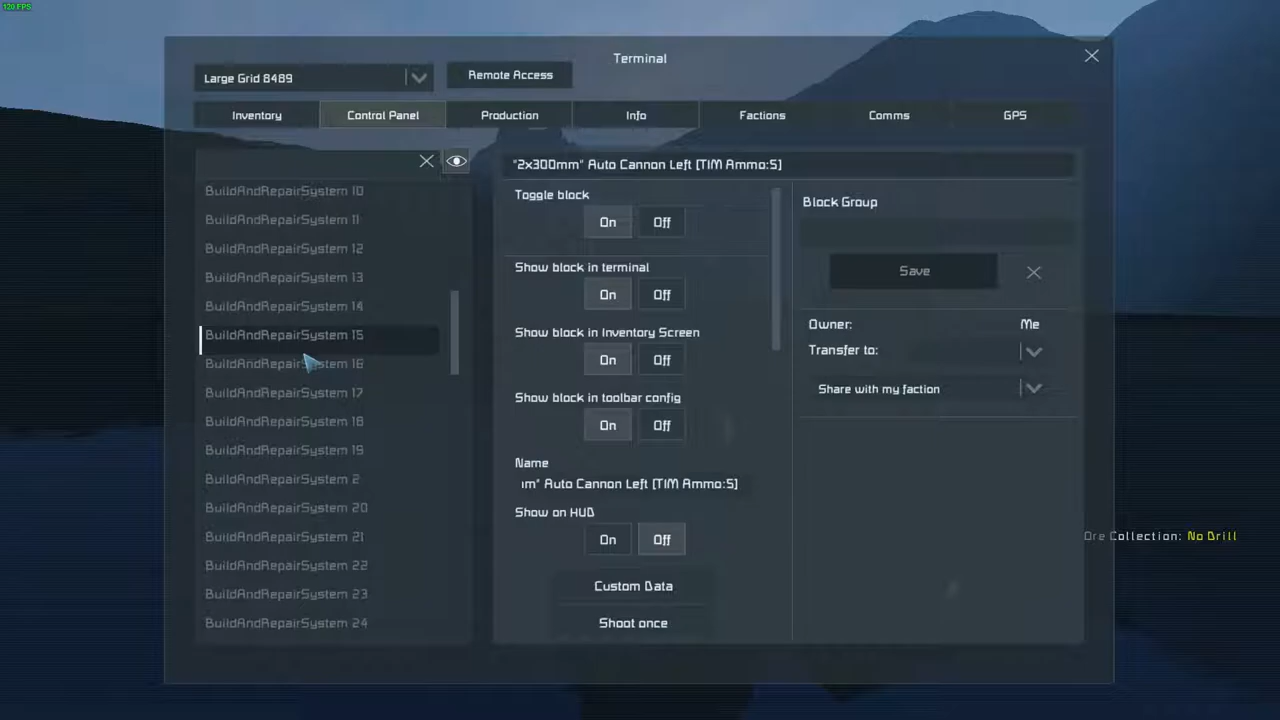 120 FPS
Terminal
Large Grid 8489
Remote Access
Inventory
Control Panel
Production
Info
Factions
Comms
GPS
BuildAndRepairSystem 10
BuildAndRepairSystem 11
BuildAndRepairSystem 12
BuildAndRepairSystem 13
BuildAndRepairSystem 14
BuildAndRepairSystem 15
BuildAndRepairSystem 16
BuildAndRepairSystem 17
BuildAndRepairSystem 18
BuildAndRepairSystem 19
BuildAndRepairSystem 2
BuildAndRepairSystem 20
BuildAndRepairSystem 21
BuildAndRepairSystem 22
BuildAndRepairSystem 23
BuildAndRepairSystem 24
"2x300mm" Auto Cannon Left [TIM Ammo:5]
Toggle block
On Off
Show block in terminal
On Off
Show block in Inventory Screen
On Off
Show block in toolbar config
On Off
Name
ım" Auto Cannon Left [TIM Ammo:5]
Show on HUD
On Off
Custom Data
Shoot once
Block Group
Save
Owner: Me
Transfer to:
Share with my faction
Ore Collection: No Drill